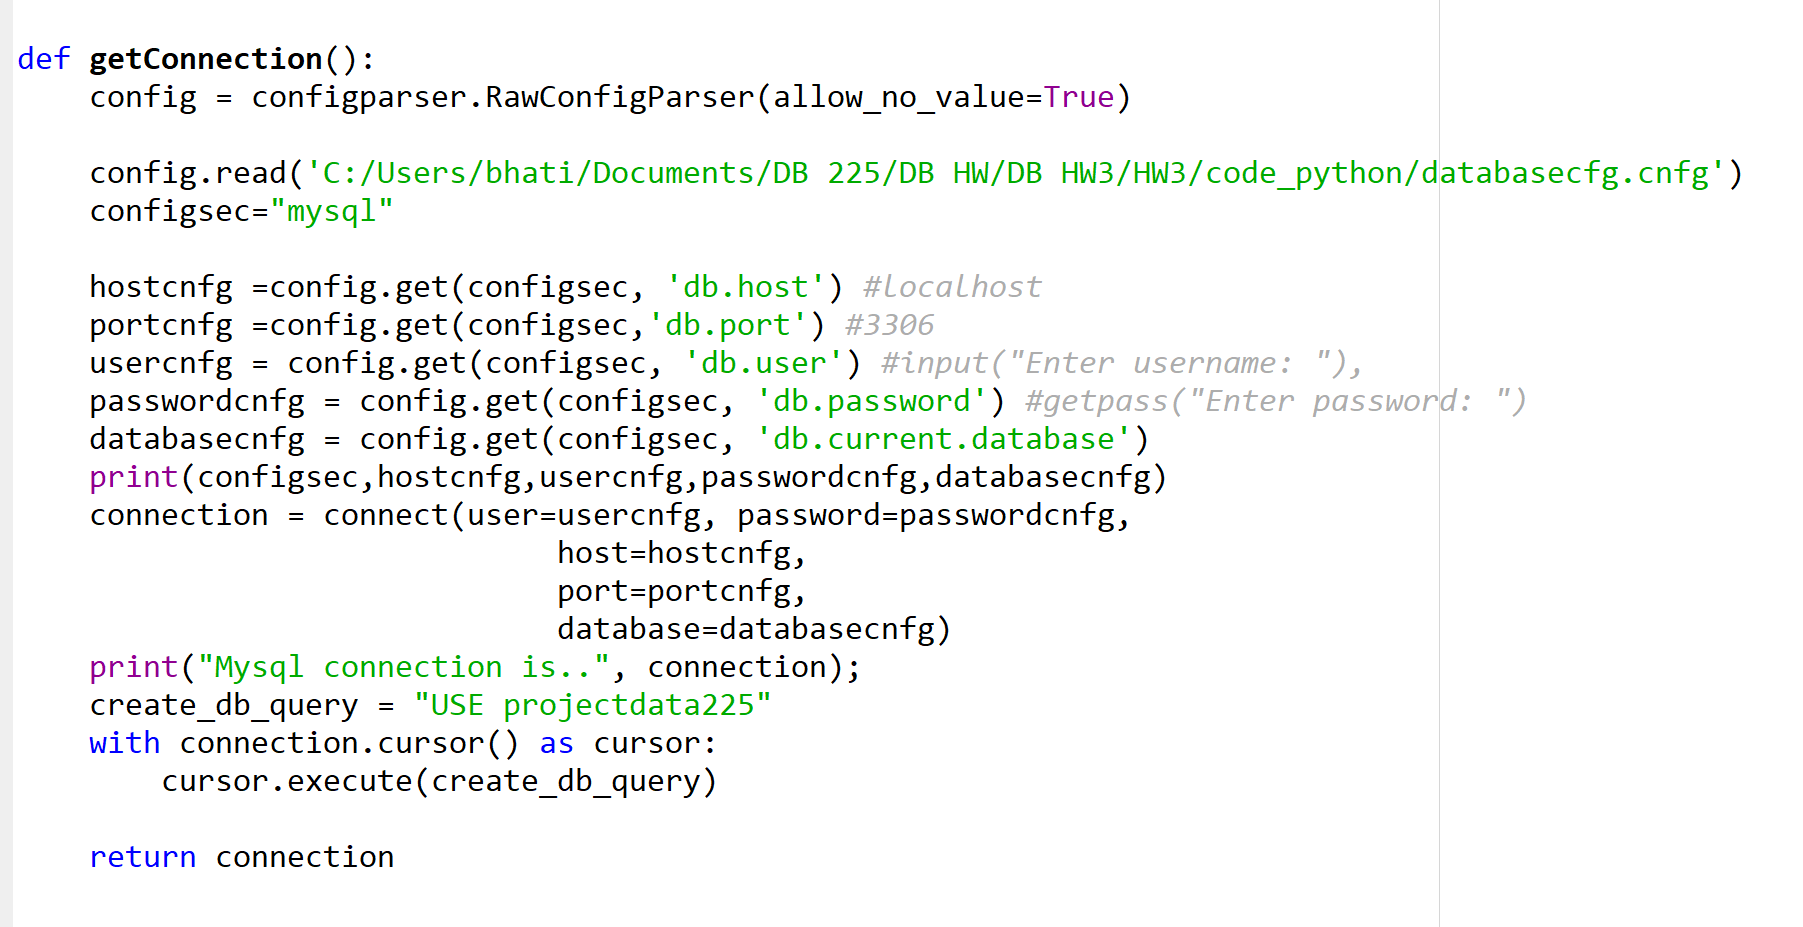 def getConnection():
    config = configparser.RawConfigParser(allow_no_value=True)
    config.read('C:/Users/bhati/Documents/DB 225/DB HW/DB HW3/HW3/code_python/databasecfg.cnfg')
    configsec="mysql"
    hostcnfg =config.get(configsec, 'db.host') #localhost
    portcnfg =config.get(configsec,'db.port') #3306
    usercnfg = config.get(configsec, 'db.user') #input("Enter username: "),
    passwordcnfg = config.get(configsec, 'db.password') #getpass("Enter password: ")
    databasecnfg = config.get(configsec, 'db.current.database')
    print(configsec,hostcnfg,usercnfg,passwordcnfg,databasecnfg)
    connection = connect(user=usercnfg, password=passwordcnfg,
                              host=hostcnfg,
                              port=portcnfg,
                              database=databasecnfg)
    print("Mysql connection is..", connection);
    create_db_query = "USE projectdata225"
    with connection.cursor() as cursor:
        cursor.execute(create_db_query)
    return connection